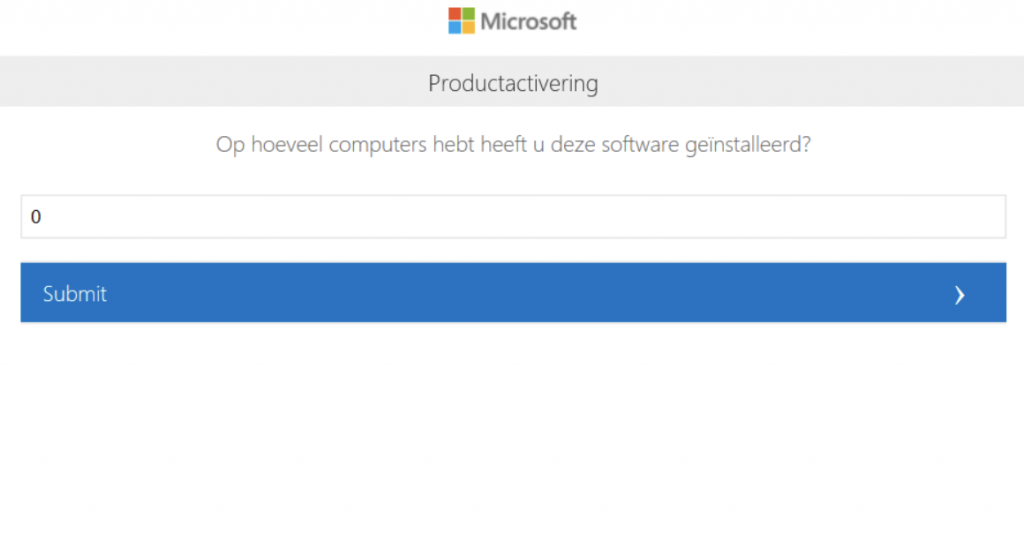 Microsoft
Productactivering
Op hoeveel computers hebt heeft u deze software geïnstalleerd?
0
Submit